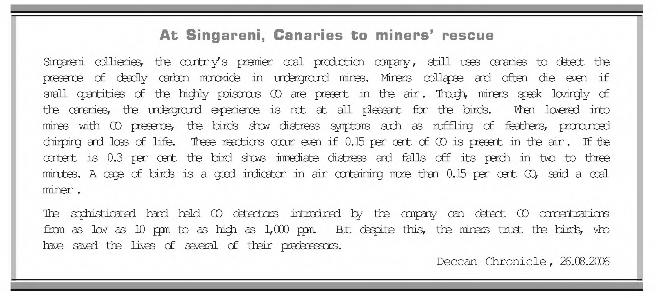 At Singareni, Canaries to miners' rescue
Singareni collieries, the country's premier coal production company, still uses canaries to detect the
presence of deadly carbon monoxide in underground mines. Miners collapse and often die even if
small quantities of the highly poisonous CO are present in the air. Though, miners speak lovingly of
the canaries, the underground experience is not at all pleasant for the birds. When lowered into
mines with CO presence, the birds show distress symptoms such as ruffling of feathers, pronounced
chirping and loss of life. These reactions occur even if 0.15 per cent of CO is present in the air. If the
content is 0.3 per cent the bird shows immediate distress and falls off its perch in two to three
minutes. A cage of birds is a good indicator in air containing more than 0.15 per cent CO, said a coal
miner.
The sophisticated hand held CO detectors introduced by the company can detect CO concentrations
from as low as 10 ppm to as high as 1,000 ppm. But despite this, the miners trust the birds, who
have saved the lives of several of their predecessors.
Deccan Chronicle, 26.08.2006